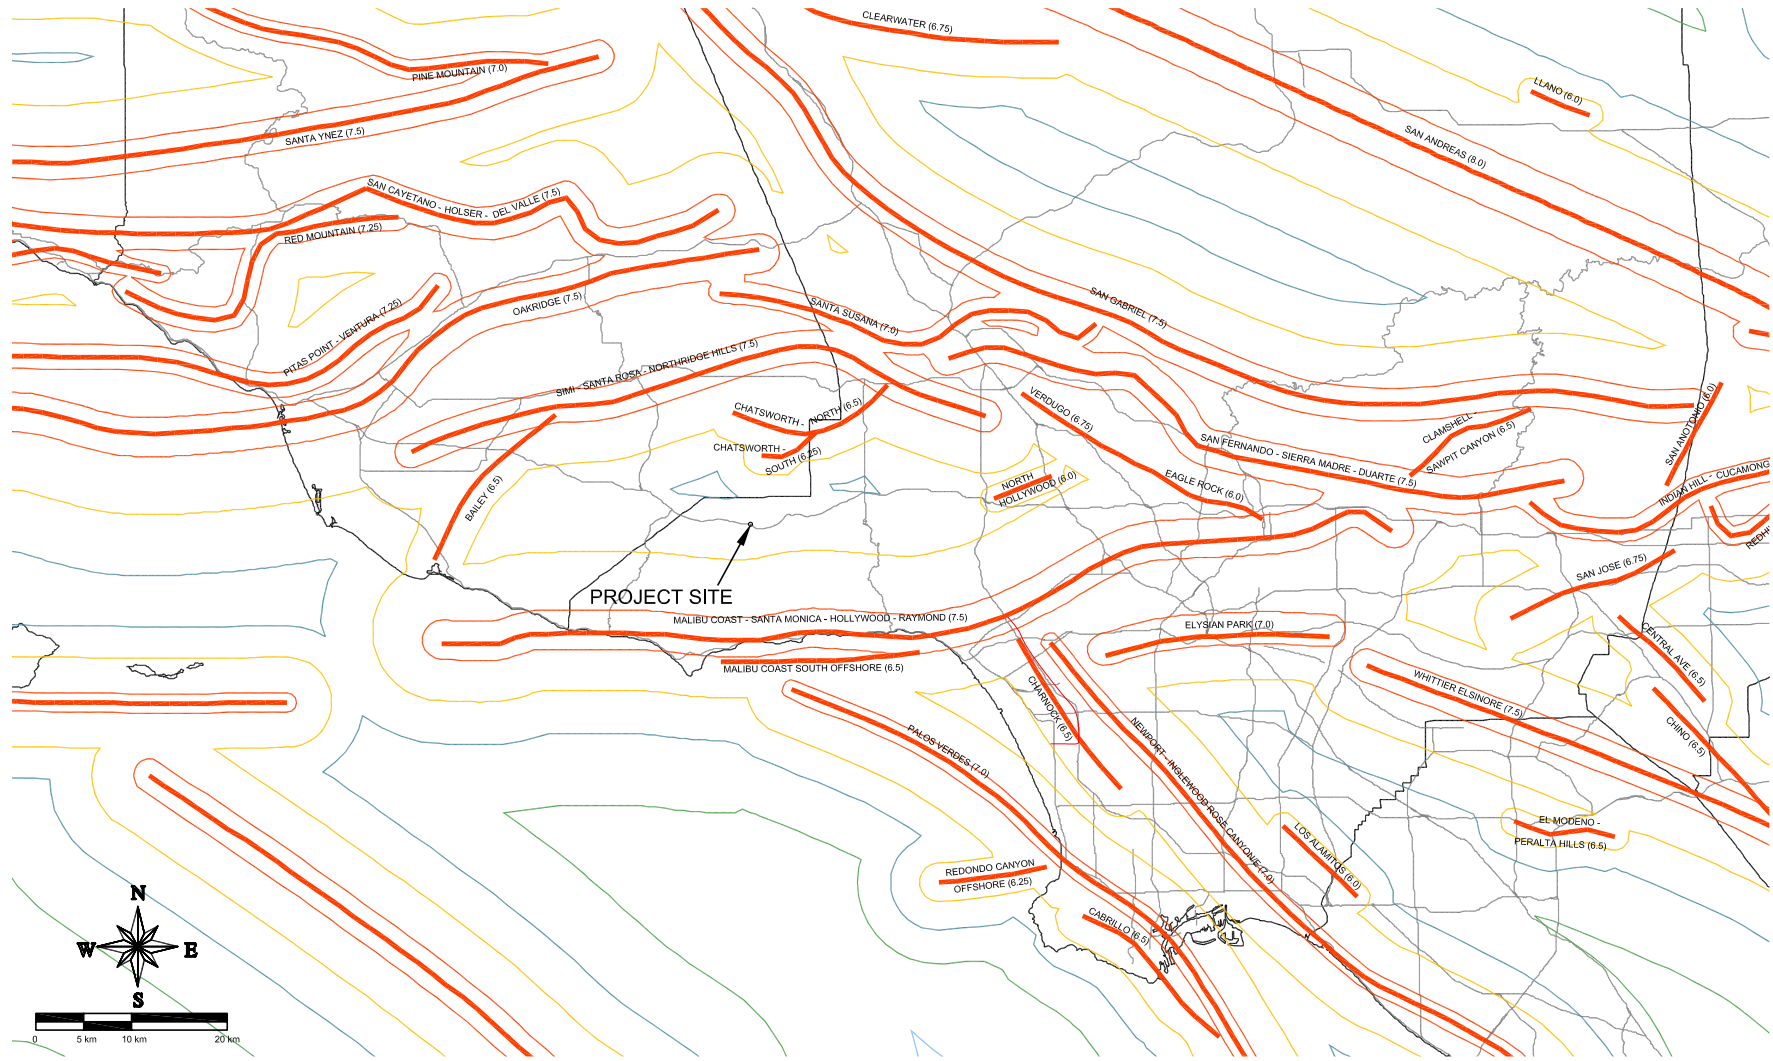 CLEARWATER (6.75)
PINE MOUNTAIN (7.0)
LLANO (6.0)
SANTA YNEZ (7.5)
SAN ANDREAS (8.0)
SAN CAYETANO - HOLSER - DEL VALLE (7.5)
RED MOUNTAIN (7.25)
PITAS POINT - VENTURA (7.25)
OAKRIDGE (7.5)
SANTA SUSANA (7.0)
SAN GABRIEL (7.5)
SIMI - SANTA ROSA - NORTHRIDGE HILLS (7.5)
CHATSWORTH - NORTH (6.5)
CHATSWORTH -
SOUTH (6.25)
VERDUGO (6.75)
CLAMSHELL -
SAWPIT CANYON (6.5)
SAN ANOTONIO (6.0)
SAN FERNANDO - SIERRA MADRE - DUARTE (7.5)
BAILEY (6.5)
NORTH
HOLLYWOOD (6.0)
EAGLE ROCK (6.0)
INDIAN HILL - CUCAMONG
REDHI
PROJECT SITE
SAN JOSE (6.75)
MALIBU COAST - SANTA MONICA - HOLLYWOOD - RAYMOND (7.5)
ELYSIAN PARK (7.0)
CENTRAL AVE (6.5)
MALIBU COAST SOUTH OFFSHORE (6.5)
CHARNOCK (6.5)
WHITTIER ELSINORE (7.5)
CHINO (6.5)
PALOS VERDES (7.0)
NEWPORT - INGLEWOOD ROSE CANYON/E (7.0)
LOS ALAMITOS (6.0)
EL MODENO -
PERALTA HILLS (6.5)
REDONDO CANYON
OFFSHORE (6.25)
CABRILLO (6.5)
N
W E
S
0 5 km 10 km 20 km